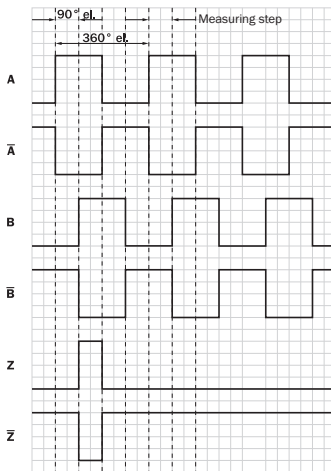 90° el. Measuring step
360° el.
A
A̅
B
B̅
Z
Z̅